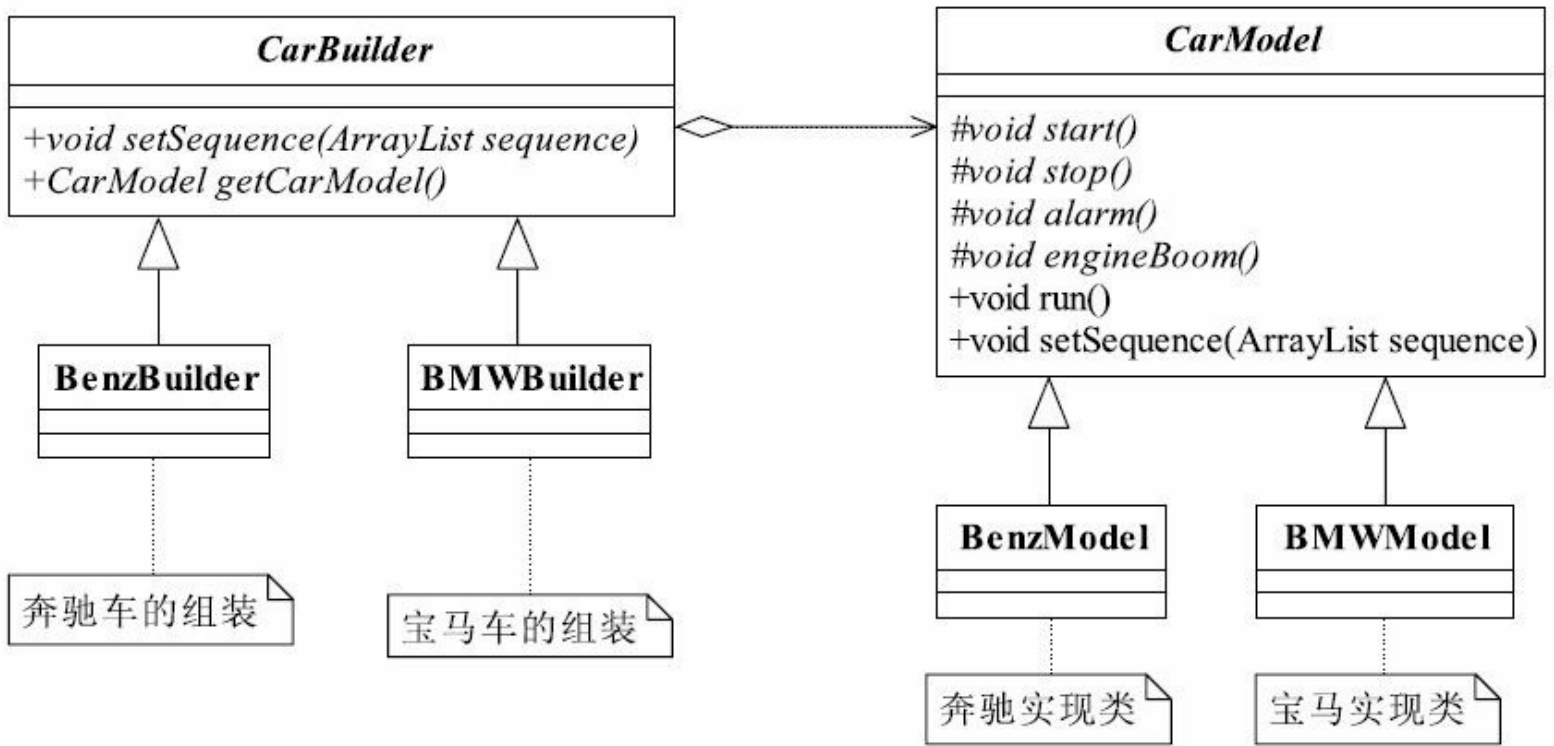 CarBuilder
+void setSequence(ArrayList sequence)
+CarModel getCarModel()
BenzBuilder
BMWBuilder
奔驰车的组装
宝马车的组装
CarModel
#void start()
#void stop()
#void alarm()
#void engineBoom()
+void run()
+void setSequence(ArrayList sequence)
BenzModel
BMWModel
奔驰实现类
宝马实现类